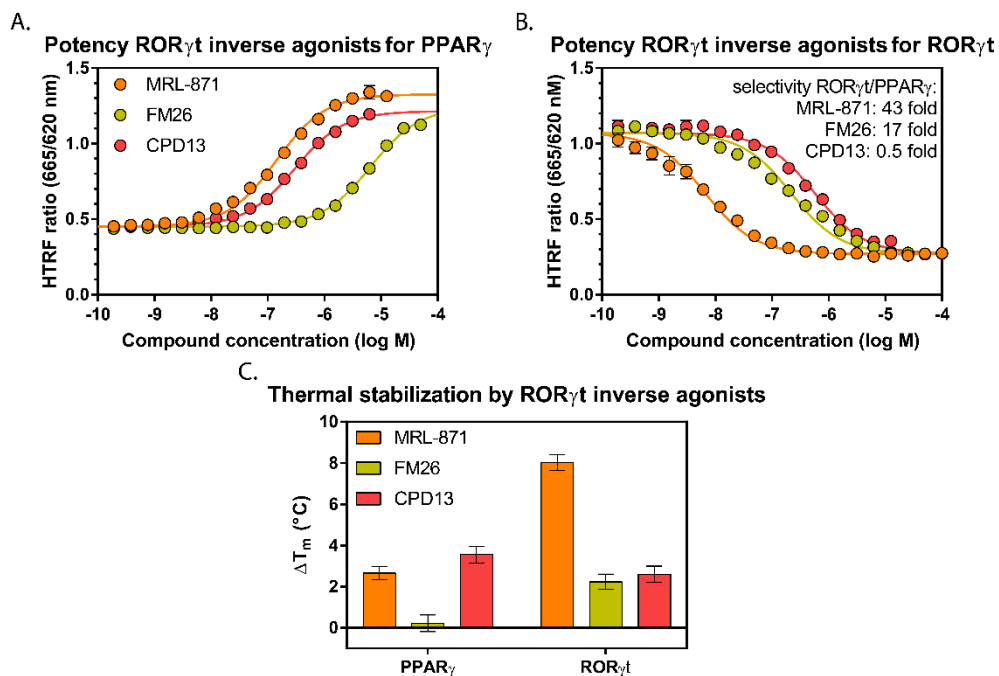 A.
Potency RORγt inverse agonists for PPARγ
HTRF ratio (665/620 nm)
1.5
1.0
0.5
0.0
MRL-871
FM26
CPD13
-10 -9 -8 -7 -6 -5 -4
Compound concentration (log M)
B.
Potency RORγt inverse agonists for RORγt
HTRF ratio (665/620 nM)
1.5
1.0
0.5
0.0
selectivity RORγt/PPARγ:
MRL-871: 43 fold
FM26: 17 fold
CPD13: 0.5 fold
-10 -9 -8 -7 -6 -5 -4
Compound concentration (log M)
C.
Thermal stabilization by RORγt inverse agonists
ΔTm (°C)
10
8
6
4
2
0
MRL-871
FM26
CPD13
PPARγ RORγt